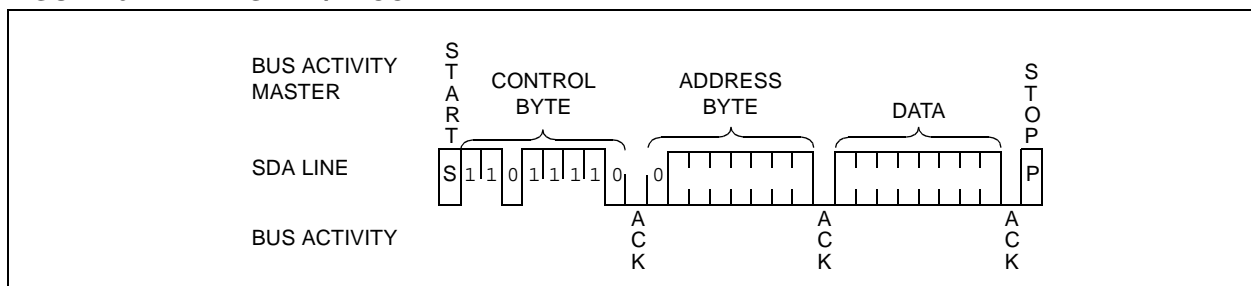 BUS ACTIVITY
MASTER
START
CONTROL
BYTE
ADDRESS
BYTE
DATA
STOP
SDA LINE
S 1 1 0 1 1 1 1 0 0 P
BUS ACTIVITY
ACK
ACK
ACK